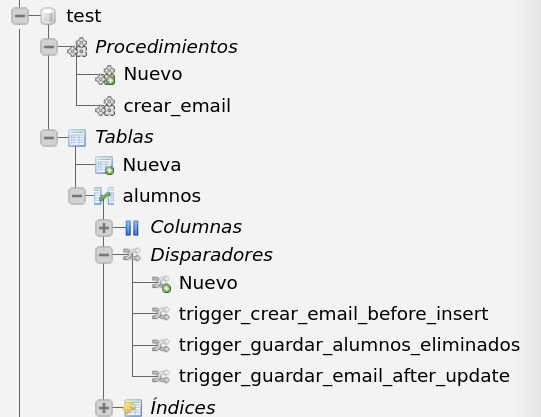 test
Procedimientos
Nuevo
crear_email
Tablas
Nueva
alumnos
Columnas
Disparadores
Nuevo
trigger_crear_email_before_insert
trigger_guardar_alumnos_eliminados
trigger_guardar_email_after_update
Índices